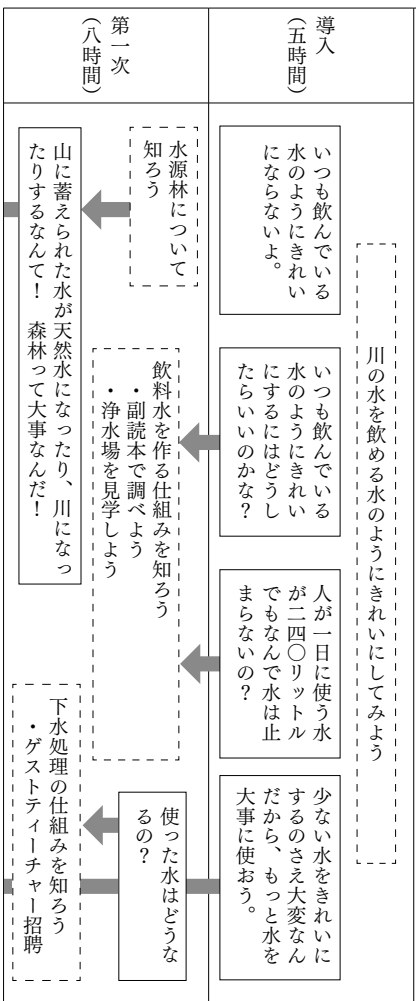 導入
（五時間）
川の水を飲める水のようにきれいにしてみよう
いつも飲んでいる
水のようにきれい
にならないよ。
いつも飲んでいる
水のようにきれい
にするにはどうし
たらいいのかな？
人が一日に使う水
が二四〇リットル
でもなんで水は止
まらないの？
少ない水をきれいに
するのさえ大変なん
だから、もっと水を
大事に使おう。
第一次
（八時間）
水源林について
知ろう
飲料水を作る仕組みを知ろう
・副読本で調べよう
・浄水場を見学しよう
使った水はどうな
るの？
山に蓄えられた水が天然水になったり、川になっ
たりするなんて！　森林って大事なんだ！
下水処理の仕組みを知ろう
・ゲストティーチャー招聘